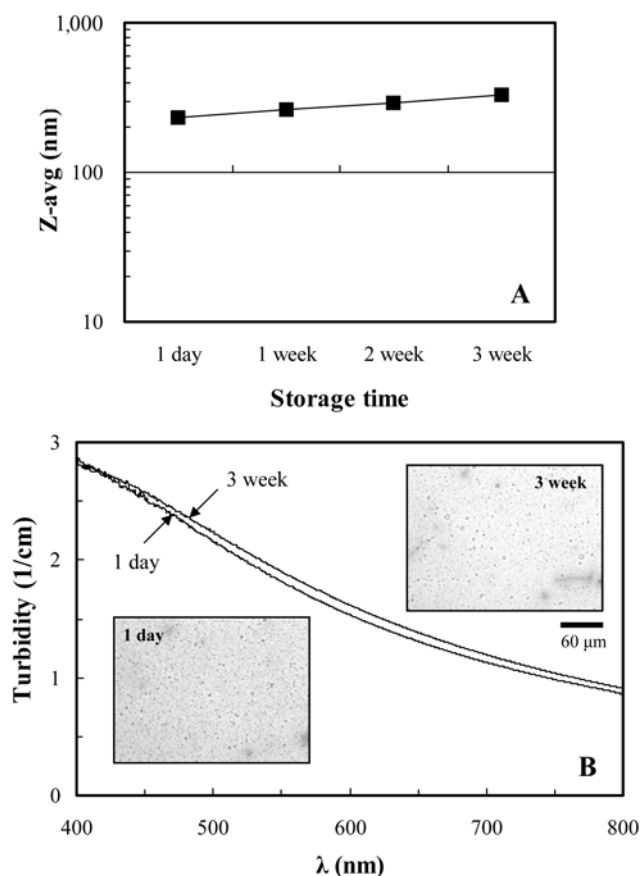 1,000
100
10
Z-avg (nm)
A
1 day
1 week
2 week
3 week
Storage time
3
2
1
0
Turbidity (1/cm)
3 week
1 day
3 week
60 μm
1 day
B
400
500
600
700
800
λ (nm)